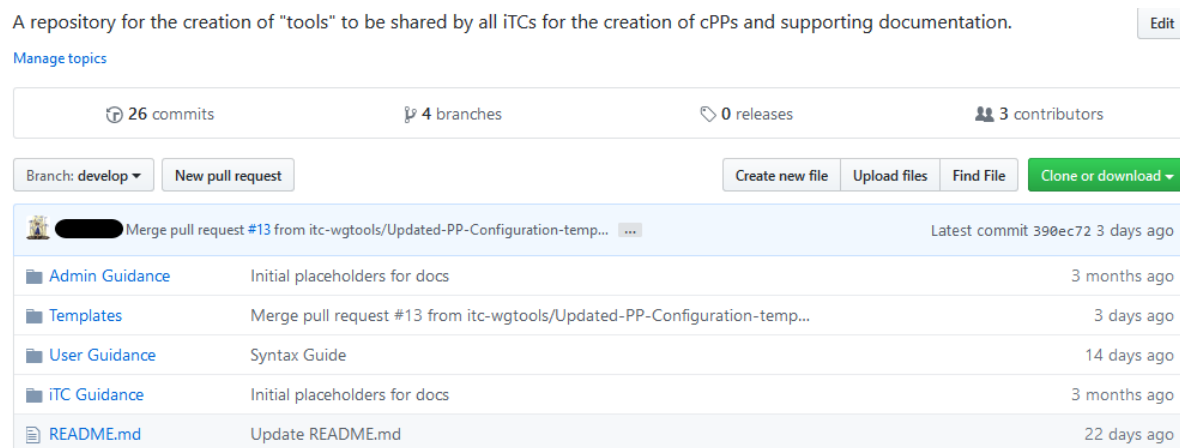 A repository for the creation of "tools" to be shared by all iTCs for the creation of cPPs and supporting documentation. Edit
Manage topics
26 commits 4 branches 0 releases 3 contributors
Branch: develop New pull request Create new file Upload files Find File Clone or download
Merge pull request #13 from itc-wgtools/Updated-PP-Configuration-temp... ... Latest commit 390ec72 3 days ago
Admin Guidance Initial placeholders for docs 3 months ago
Templates Merge pull request #13 from itc-wgtools/Updated-PP-Configuration-temp... 3 days ago
User Guidance Syntax Guide 14 days ago
iTC Guidance Initial placeholders for docs 3 months ago
README.md Update README.md 22 days ago